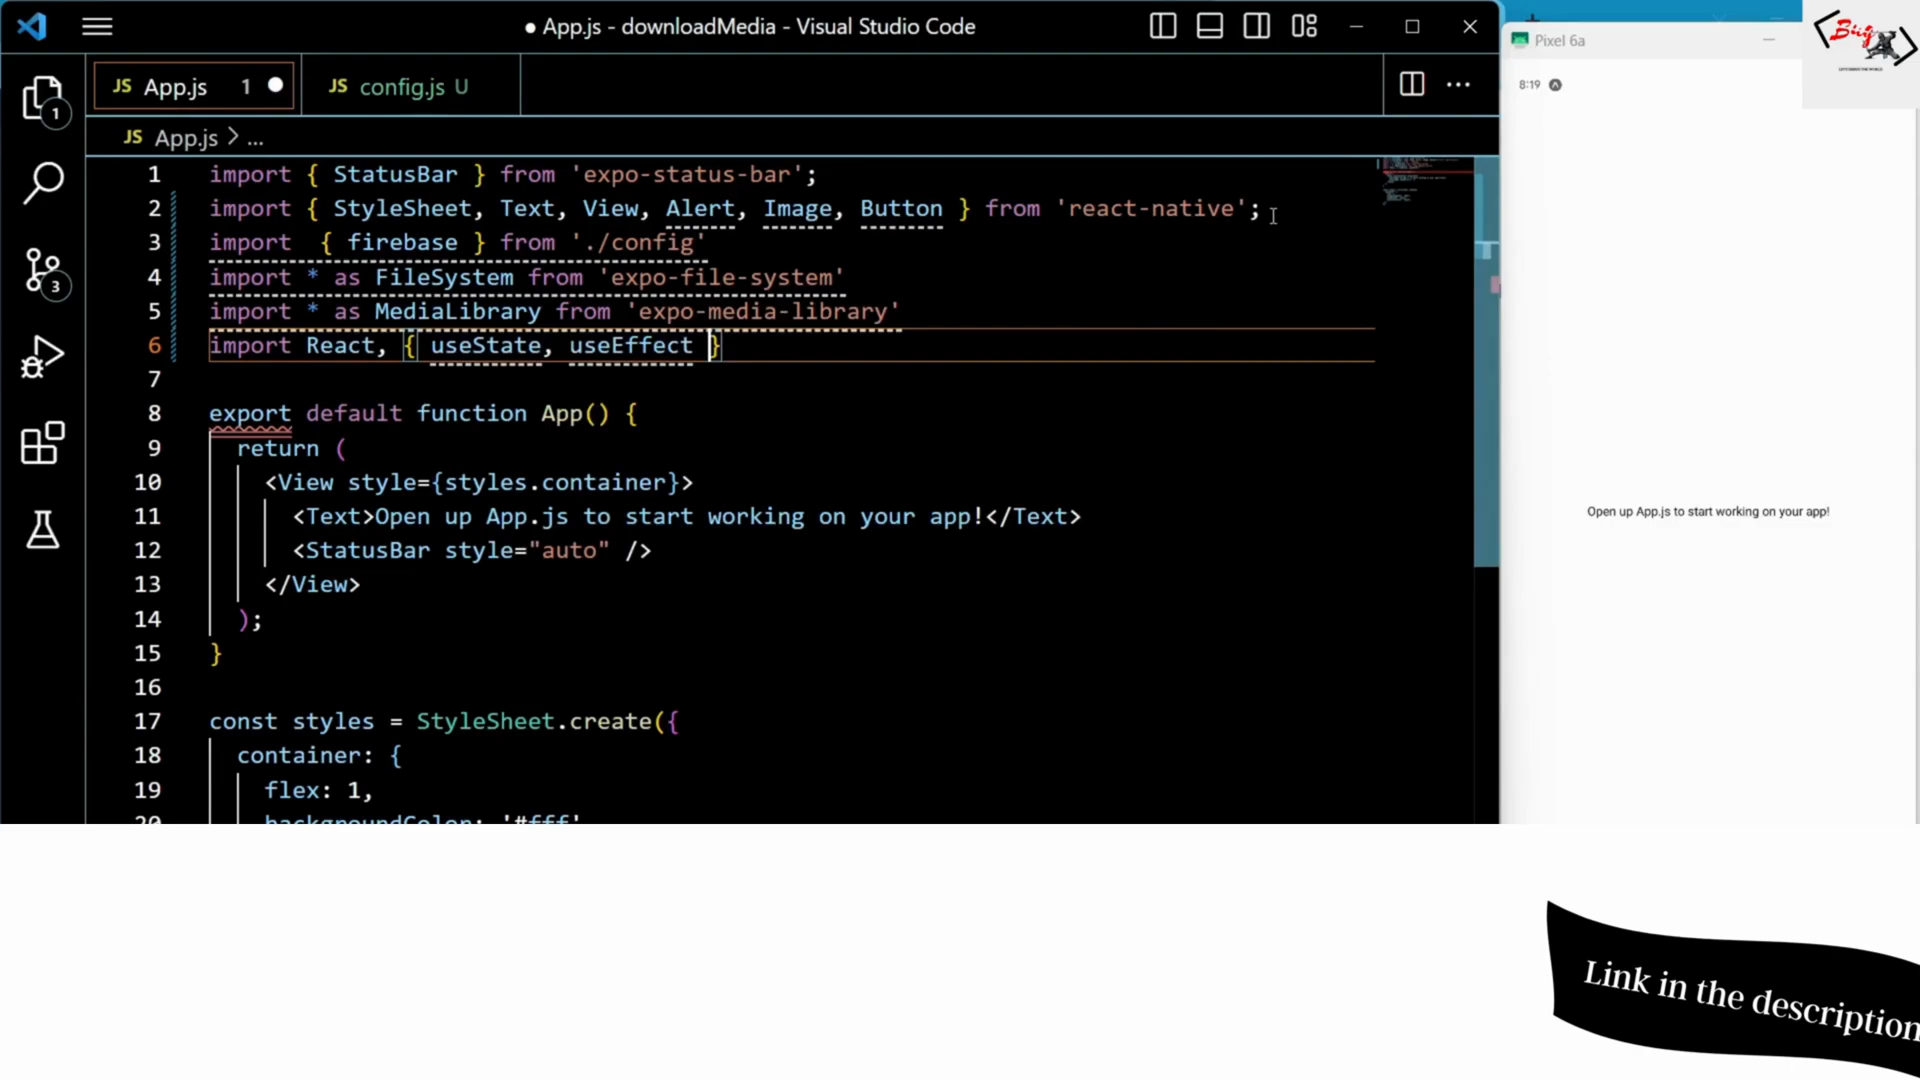 ● App.js - downloadMedia - Visual Studio Code
JS App.js 1 ●
JS config.js U
JS App.js > ...
1 import { StatusBar } from 'expo-status-bar';
2 import { StyleSheet, Text, View, Alert, Image, Button } from 'react-native';
3 import  { firebase } from './config'
4 import * as FileSystem from 'expo-file-system'
5 import * as MediaLibrary from 'expo-media-library'
6 import React, { useState, useEffect }
7
8 export default function App() {
9 return (
10 <View style={styles.container}>
11 <Text>Open up App.js to start working on your app!</Text>
12 <StatusBar style="auto" />
13 </View>
14 );
15 }
16
17 const styles = StyleSheet.create({
18 container: {
19 flex: 1,
20 backgroundColor: '#fff'
1
3
Pixel 6a
8:19
Bug
Open up App.js to start working on your app!
Link in the description